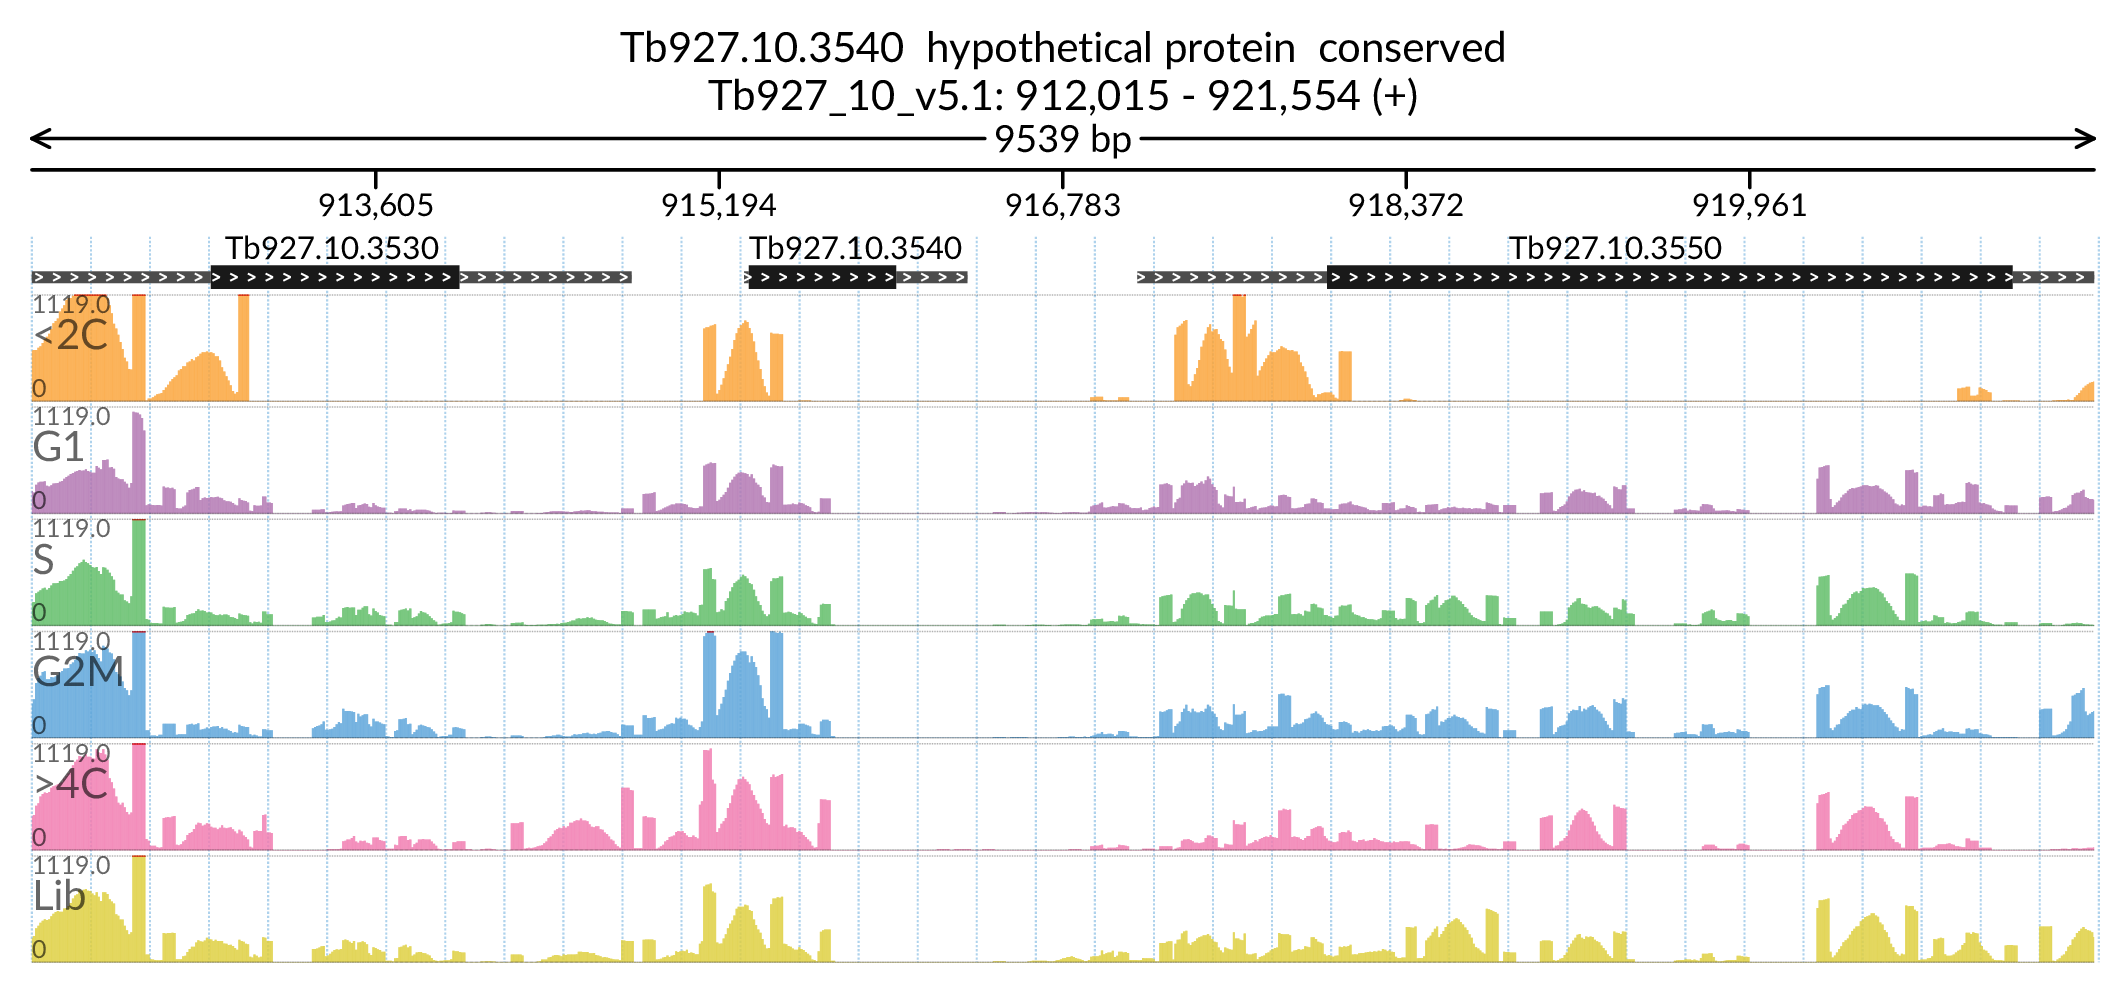 Tb927.10.3540 hypothetical protein conserved
Tb927_10_v5.1: 912,015 - 921,554 (+)
9539 bp
913,605 915,194 916,783 918,372 919,961
Tb927.10.3530 Tb927.10.3540 Tb927.10.3550
1119.0
<2C
0
1119.0
G1
0
1119.0
S
0
1119.0
G2M
0
1119.0
>4C
0
1119.0
Lib
0